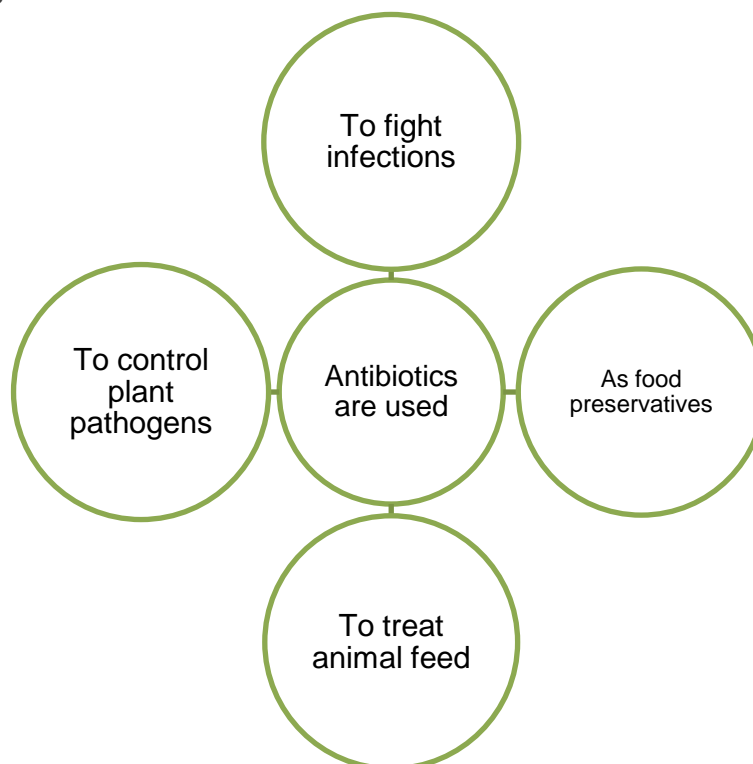 To fight
infections
To control
plant
pathogens
Antibiotics
are used
As food
preservatives
To treat
animal feed